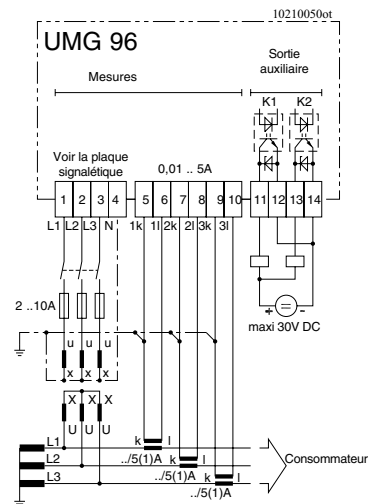 10210050ot
UMG 96
Sortie
auxiliaire
Mesures
K1 K2
Voir la plaque
signalétique
0,01 .. 5A
1 2 3 4 5 6 7 8 9 10 11 12 13 14
L1 L2 L3 N 1k 1l 2k 2l 3k 3l
2 ..10A
+ = -
maxi 30V DC
u u u
x x x
X X X
U U U
L1 k l
L2 ../5(1)A k l
Consommateur
L3 ../5(1)A k l
../5(1)A